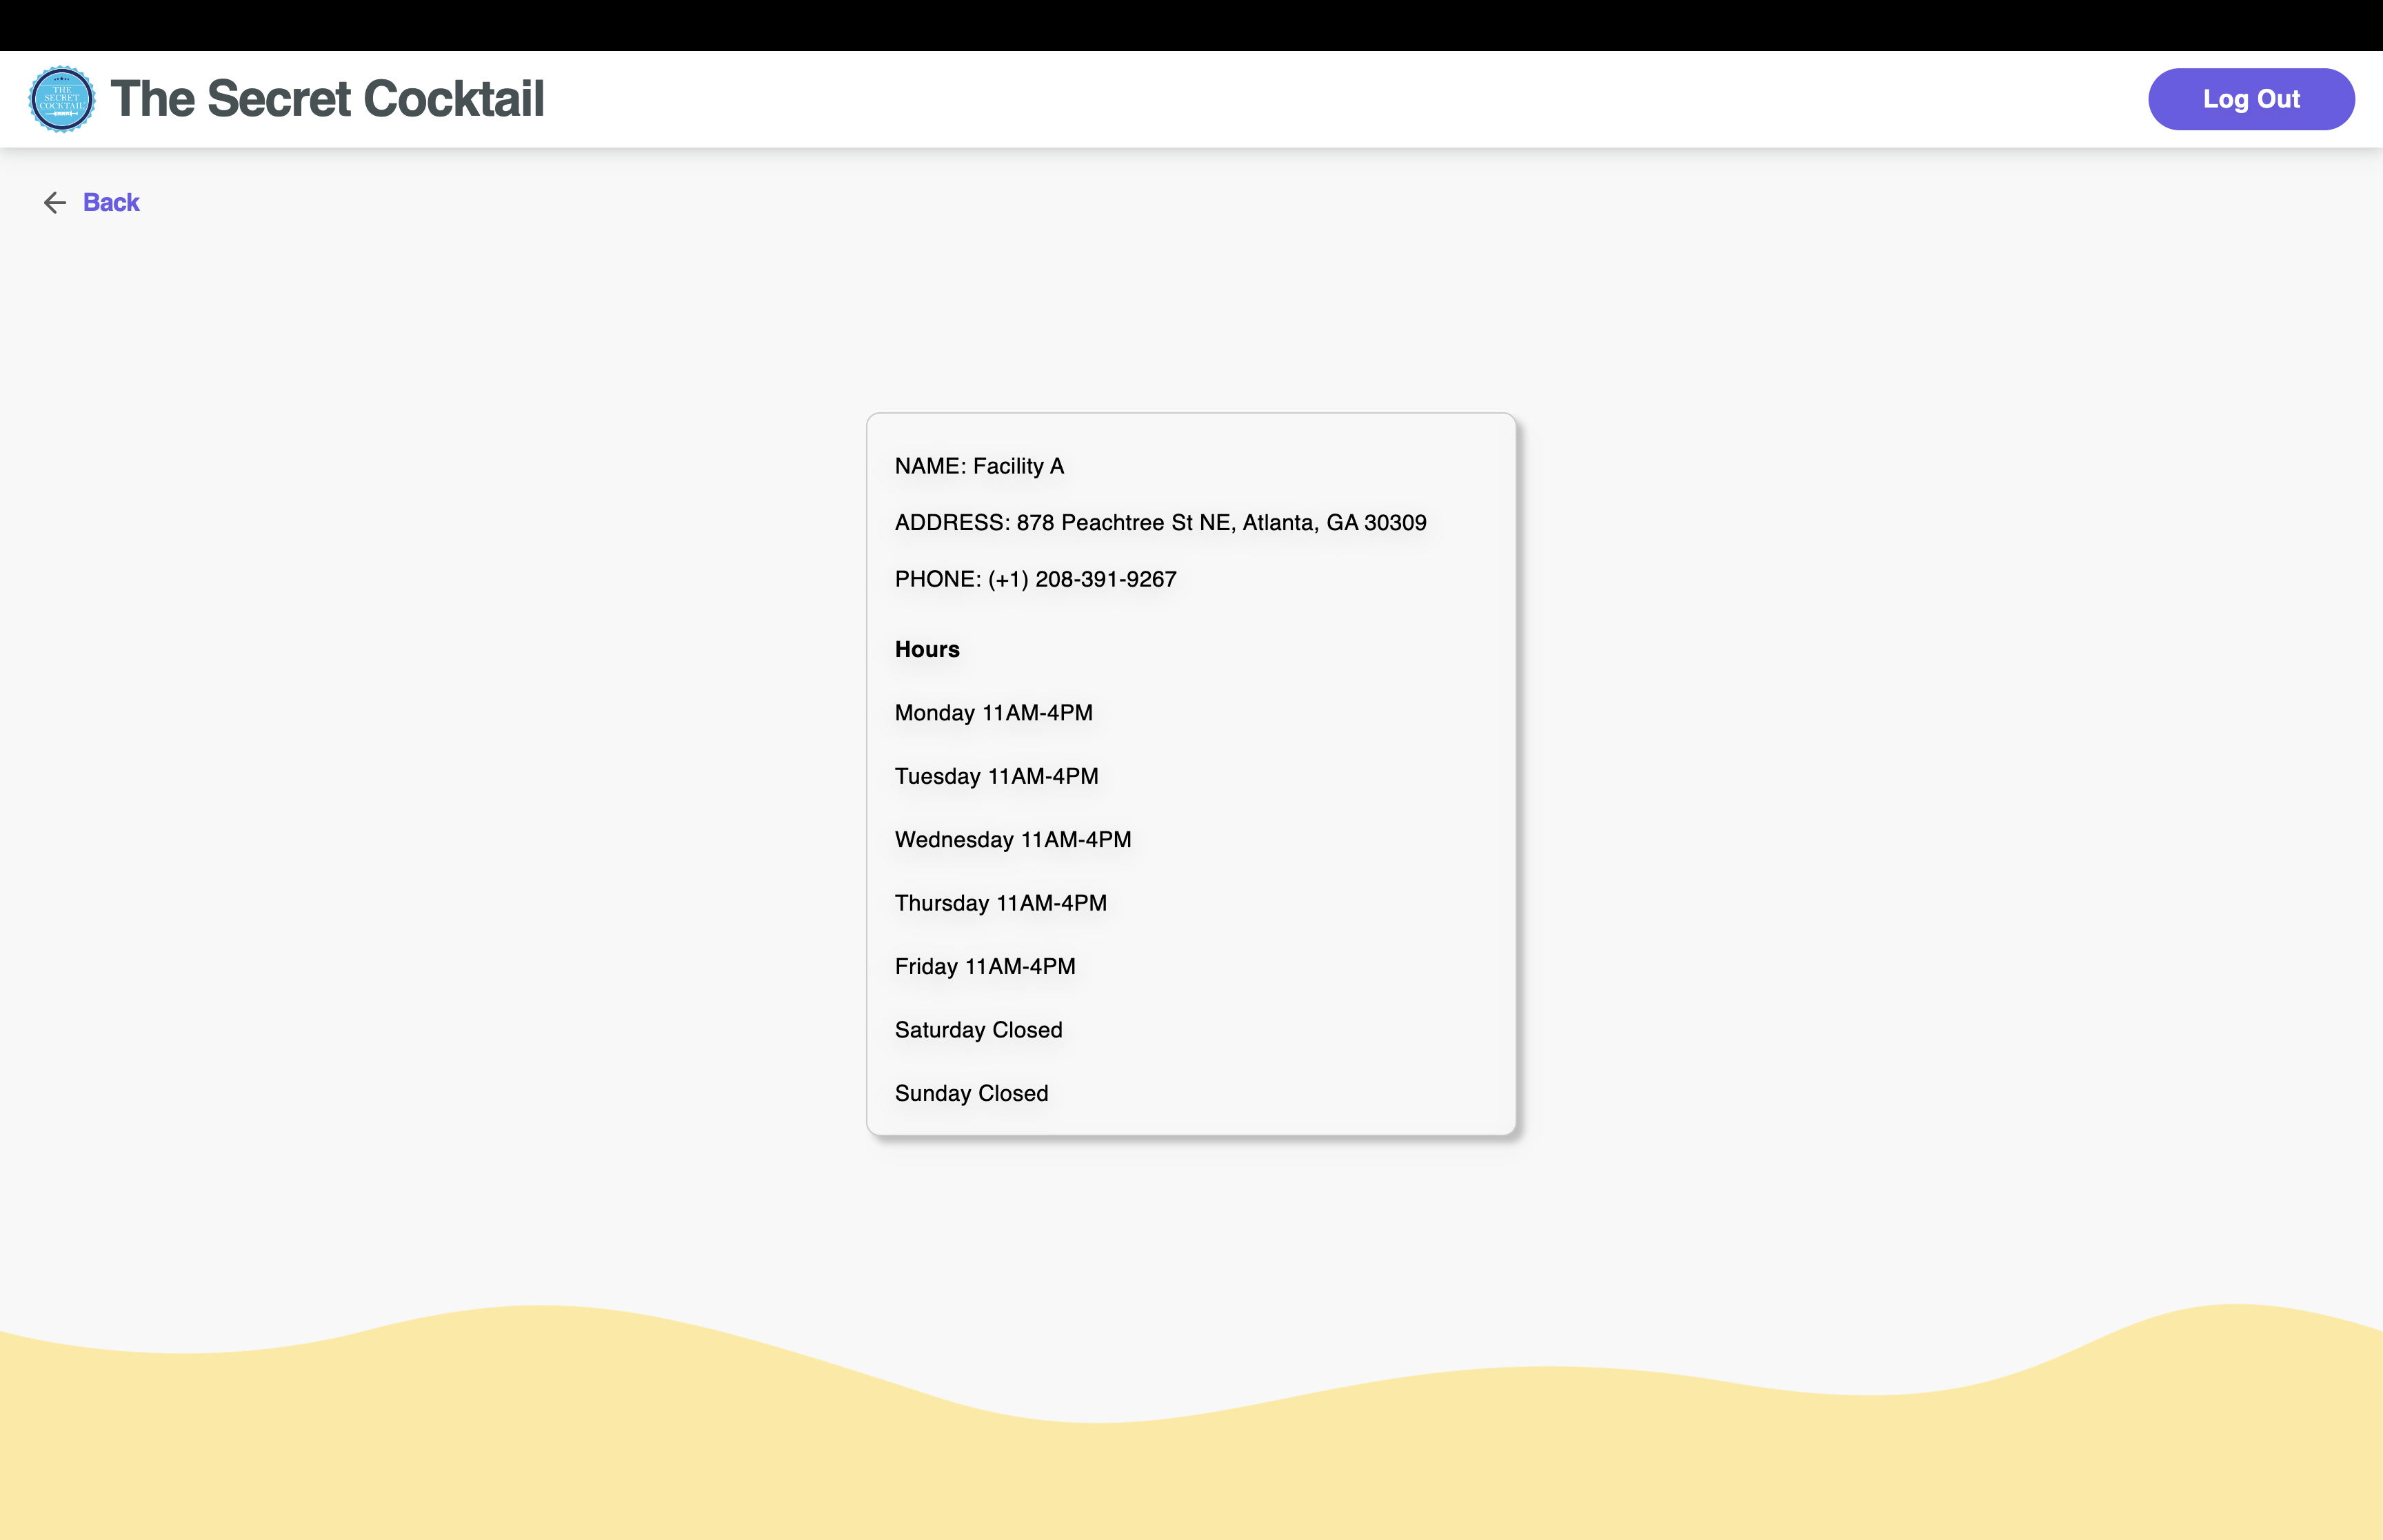 THE
SECRET
COCKTAIL
The Secret Cocktail
Log Out
Back
NAME: Facility A
ADDRESS: 878 Peachtree St NE, Atlanta, GA 30309
PHONE: (+1) 208-391-9267
Hours
Monday 11AM-4PM
Tuesday 11AM-4PM
Wednesday 11AM-4PM
Thursday 11AM-4PM
Friday 11AM-4PM
Saturday Closed
Sunday Closed